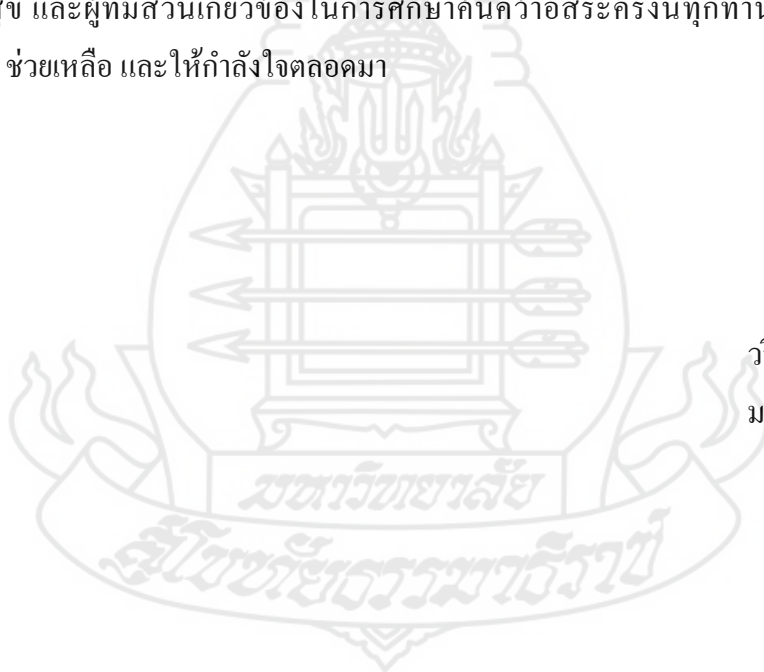 และผู้ที่มีส่วนเกี่ยวข้องในการศึกษาค้นคว้าอิสระครั้งนี้ทุกท่าน
ช่วยเหลือ และให้กำลังใจตลอดมา
มหาวิทยาลัย
สุโขทัยธรรมาธิราช